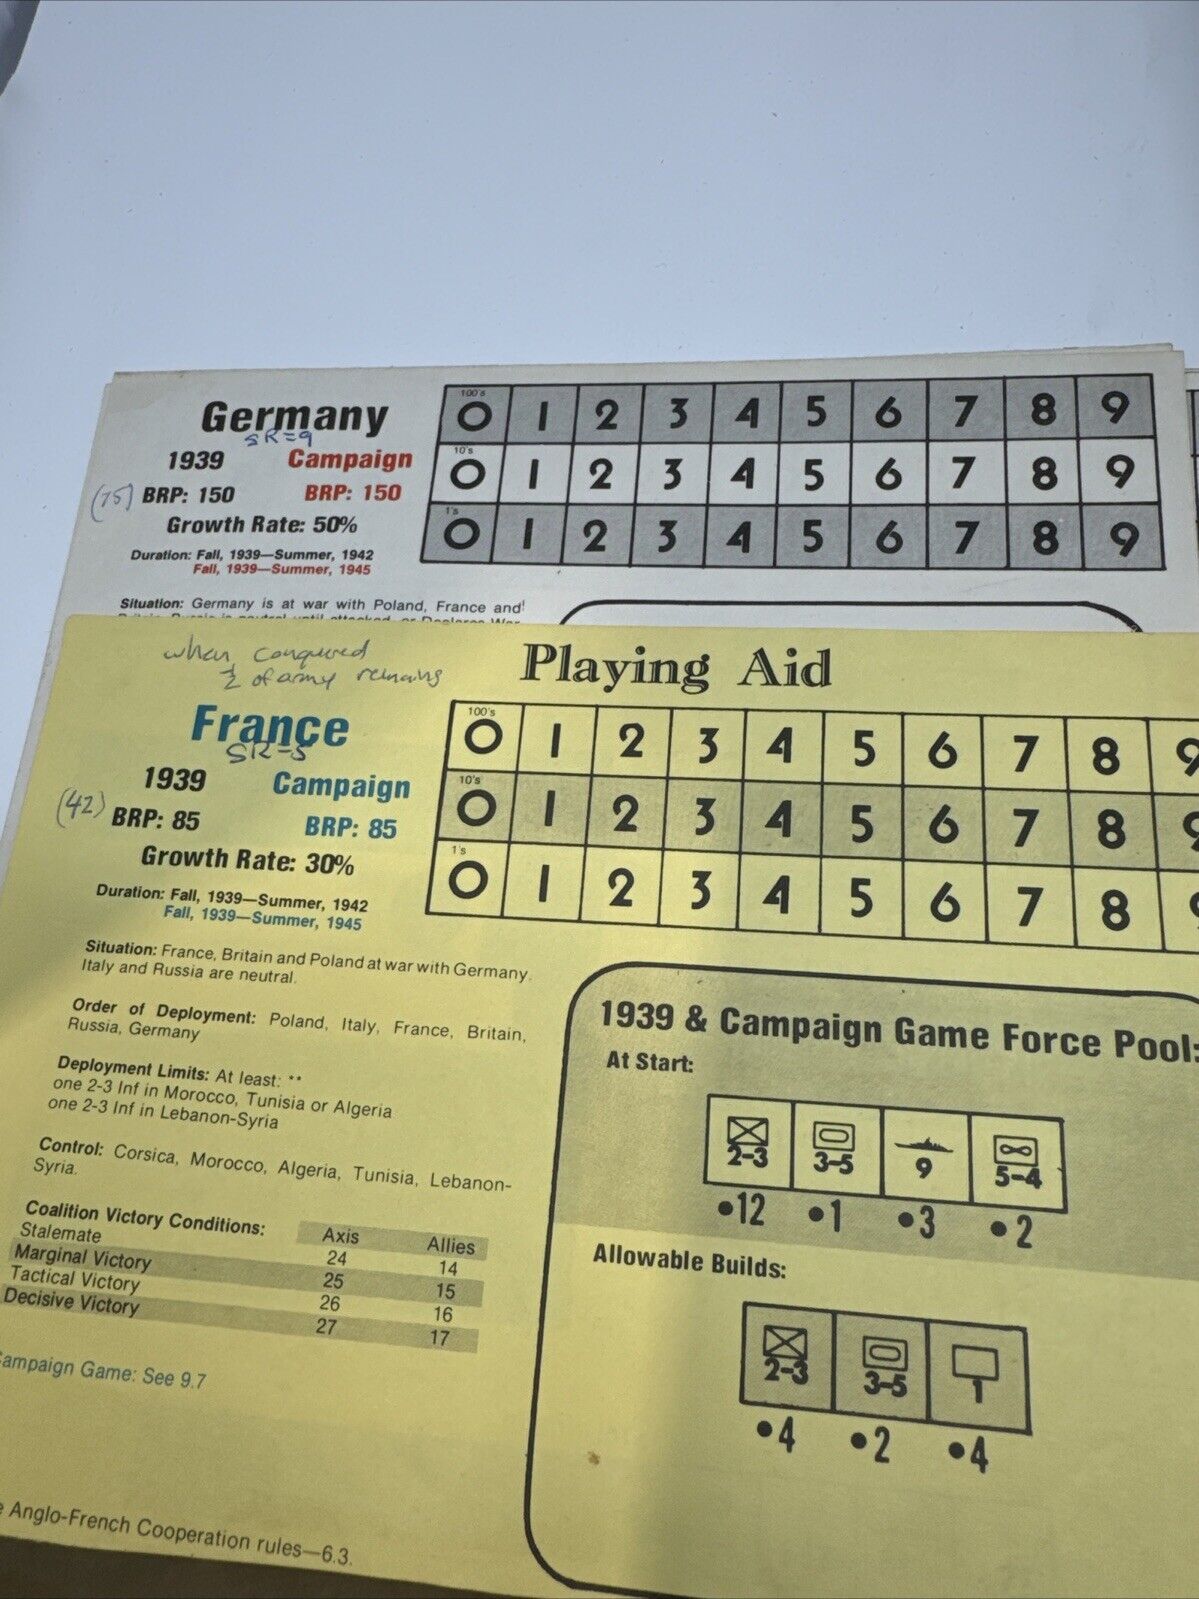 Germany
SR=9
1939 Campaign
(75) BRP: 150 BRP: 150
Growth Rate: 50%
Duration: Fall, 1939—Summer, 1942
Fall, 1939—Summer, 1945
Situation: Germany is at war with Poland, France and
100's
0 1 2 3 4 5 6 7 8 9
10's
0 1 2 3 4 5 6 7 8 9
1's
0 1 2 3 4 5 6 7 8 9
when conquered
½ of army remains
Playing Aid
France
SR=5
1939 Campaign
(42) BRP: 85 BRP: 85
Growth Rate: 30%
Duration: Fall, 1939—Summer, 1942
Fall, 1939—Summer, 1945
100's
0 1 2 3 4 5 6 7 8 9
10's
0 1 2 3 4 5 6 7 8 9
1's
0 1 2 3 4 5 6 7 8 9
Situation: France, Britain and Poland at war with Germany.
Italy and Russia are neutral.
Order of Deployment: Poland, Italy, France, Britain,
Russia, Germany
Deployment Limits: At least: **
one 2-3 Inf in Morocco, Tunisia or Algeria
one 2-3 Inf in Lebanon-Syria
Control: Corsica, Morocco, Algeria, Tunisia, Lebanon-
Syria.
Coalition Victory Conditions: Axis Allies
Stalemate 24 14
Marginal Victory 25 15
Tactical Victory 26 16
Decisive Victory 27 17
ampaign Game: See 9.7
e Anglo-French Cooperation rules—6.3.
1939 & Campaign Game Force Pool:
At Start:
2-3 3-5 9 5-4
•12 •1 •3 •2
Allowable Builds:
2-3 3-5 1
•4 •2 •4